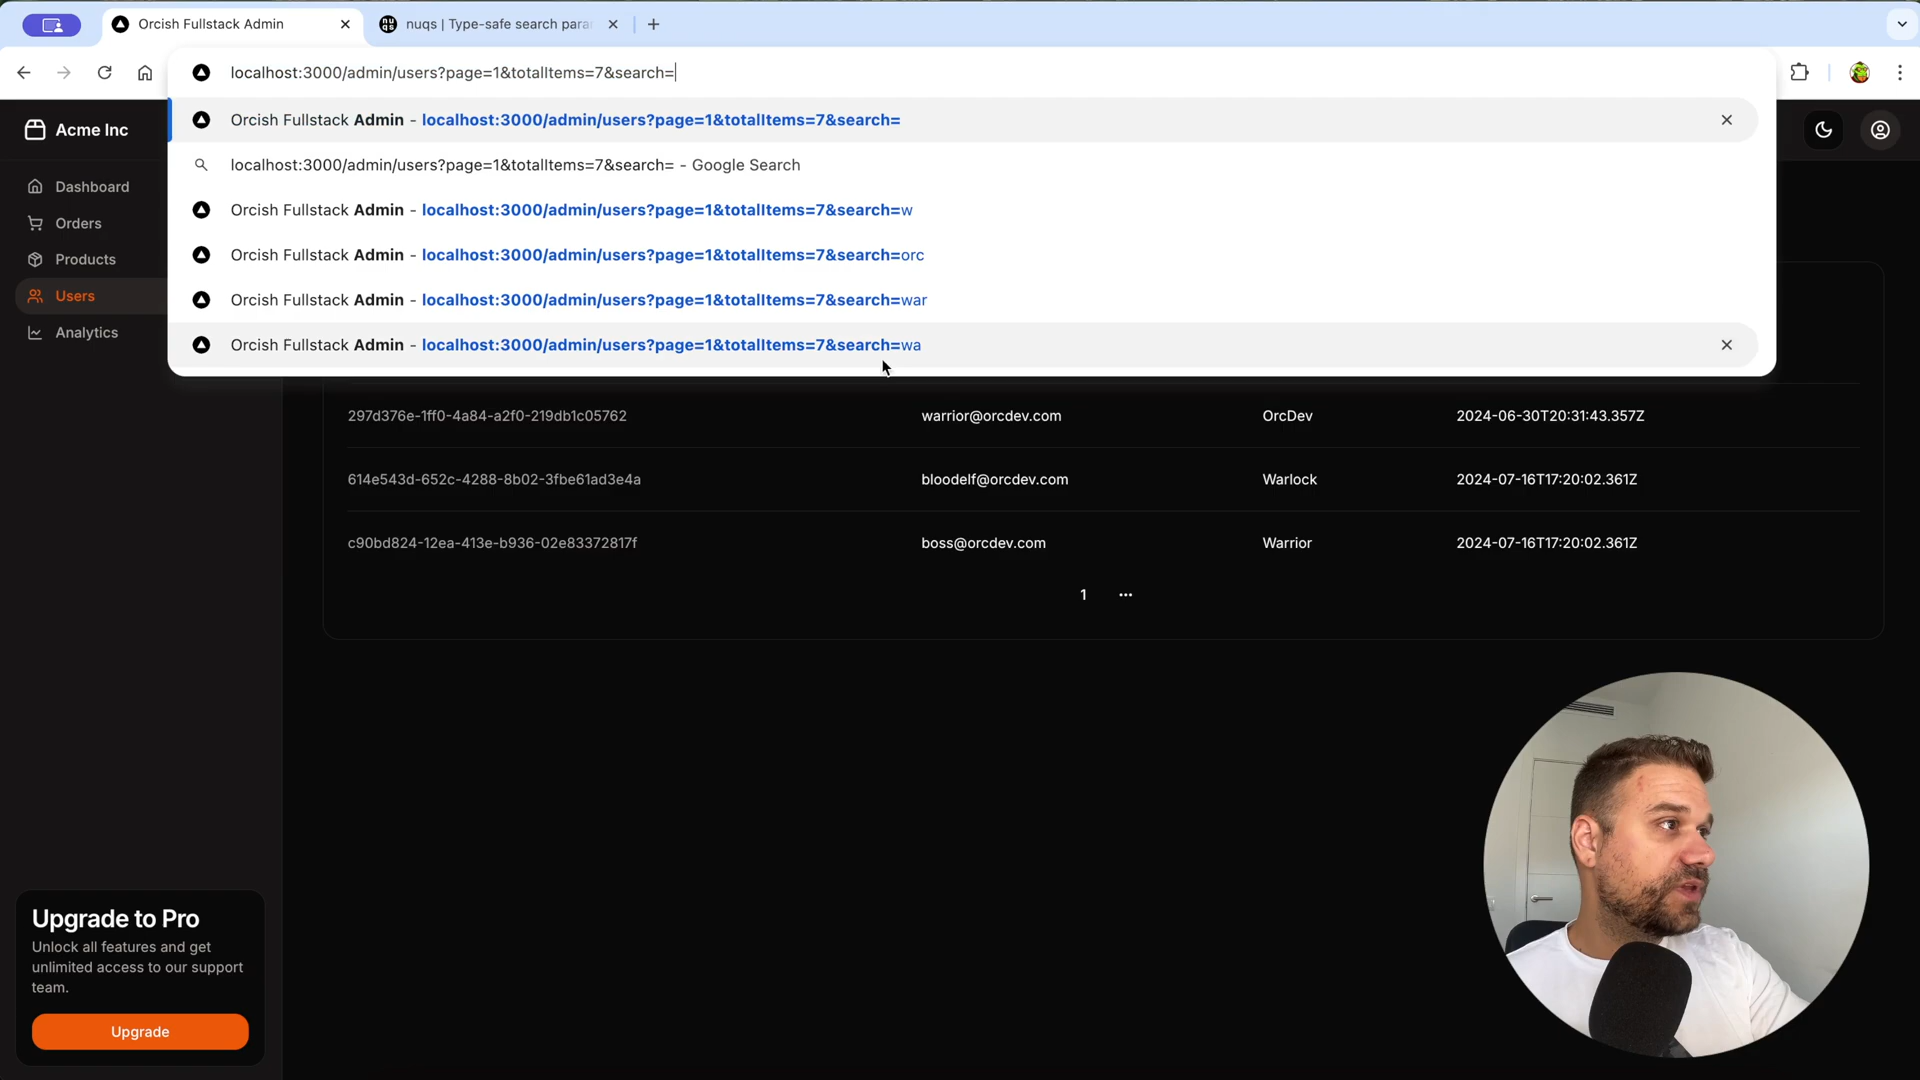 Orcish Fullstack Admin
nuqs | Type-safe search para
localhost:3000/admin/users?page=1&totalItems=7&search=
Orcish Fullstack Admin - localhost:3000/admin/users?page=1&totalItems=7&search=
localhost:3000/admin/users?page=1&totalItems=7&search= - Google Search
Orcish Fullstack Admin - localhost:3000/admin/users?page=1&totalItems=7&search=w
Orcish Fullstack Admin - localhost:3000/admin/users?page=1&totalItems=7&search=orc
Orcish Fullstack Admin - localhost:3000/admin/users?page=1&totalItems=7&search=war
Orcish Fullstack Admin - localhost:3000/admin/users?page=1&totalItems=7&search=wa
Acme Inc
Dashboard
Orders
Products
Users
Analytics
297d376e-1ff0-4a84-a2f0-219db1c05762 warrior@orcdev.com OrcDev 2024-06-30T20:31:43.357Z
614e543d-652c-4288-8b02-3fbe61ad3e4a bloodelf@orcdev.com Warlock 2024-07-16T17:20:02.361Z
c90bd824-12ea-413e-b936-02e83372817f boss@orcdev.com Warrior 2024-07-16T17:20:02.361Z
1 ...
Upgrade to Pro
Unlock all features and get
unlimited access to our support
team.
Upgrade